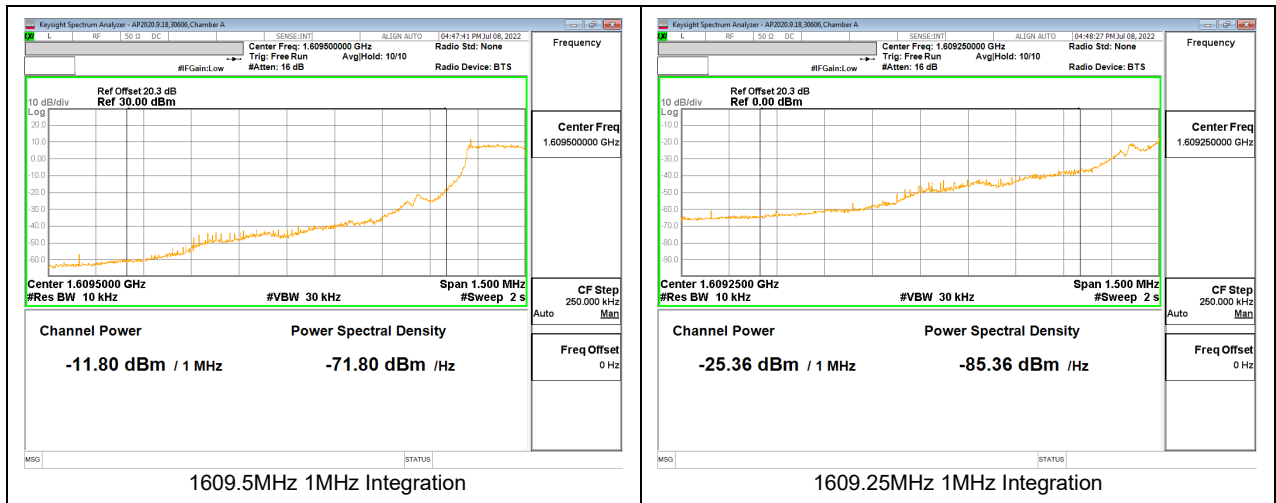 Keysight Spectrum Analyzer - AP2020.9.18,30606,Chamber A
LXI L RF 50 Ω DC SENSE:INT ALIGN AUTO 04:47:41 PM Jul 08, 2022
Center Freq: 1.609500000 GHz Radio Std: None
Trig: Free Run Avg|Hold: 10/10
#IFGain:Low #Atten: 16 dB Radio Device: BTS
Frequency
Ref Offset 20.3 dB
10 dB/div Ref 30.00 dBm
Log
20.0
10.0
0.00
-10.0
-20.0
-30.0
-40.0
-50.0
-60.0
Center 1.6095000 GHz Span 1.500 MHz
#Res BW 10 kHz #VBW 30 kHz #Sweep 2 s
Center Freq
1.609500000 GHz
CF Step
250.000 kHz
Auto Man
Freq Offset
0 Hz
Channel Power Power Spectral Density
-11.80 dBm / 1 MHz -71.80 dBm /Hz
MSG STATUS
1609.5MHz 1MHz Integration
Keysight Spectrum Analyzer - AP2020.9.18,30606,Chamber A
LXI L RF 50 Ω DC SENSE:INT ALIGN AUTO 04:48:27 PM Jul 08, 2022
Center Freq: 1.609250000 GHz Radio Std: None
Trig: Free Run Avg|Hold: 10/10
#IFGain:Low #Atten: 16 dB Radio Device: BTS
Frequency
Ref Offset 20.3 dB
10 dB/div Ref 0.00 dBm
Log
-10.0
-20.0
-30.0
-40.0
-50.0
-60.0
-70.0
-80.0
-90.0
Center 1.6092500 GHz Span 1.500 MHz
#Res BW 10 kHz #VBW 30 kHz #Sweep 2 s
Center Freq
1.609250000 GHz
CF Step
250.000 kHz
Auto Man
Freq Offset
0 Hz
Channel Power Power Spectral Density
-25.36 dBm / 1 MHz -85.36 dBm /Hz
MSG STATUS
1609.25MHz 1MHz Integration